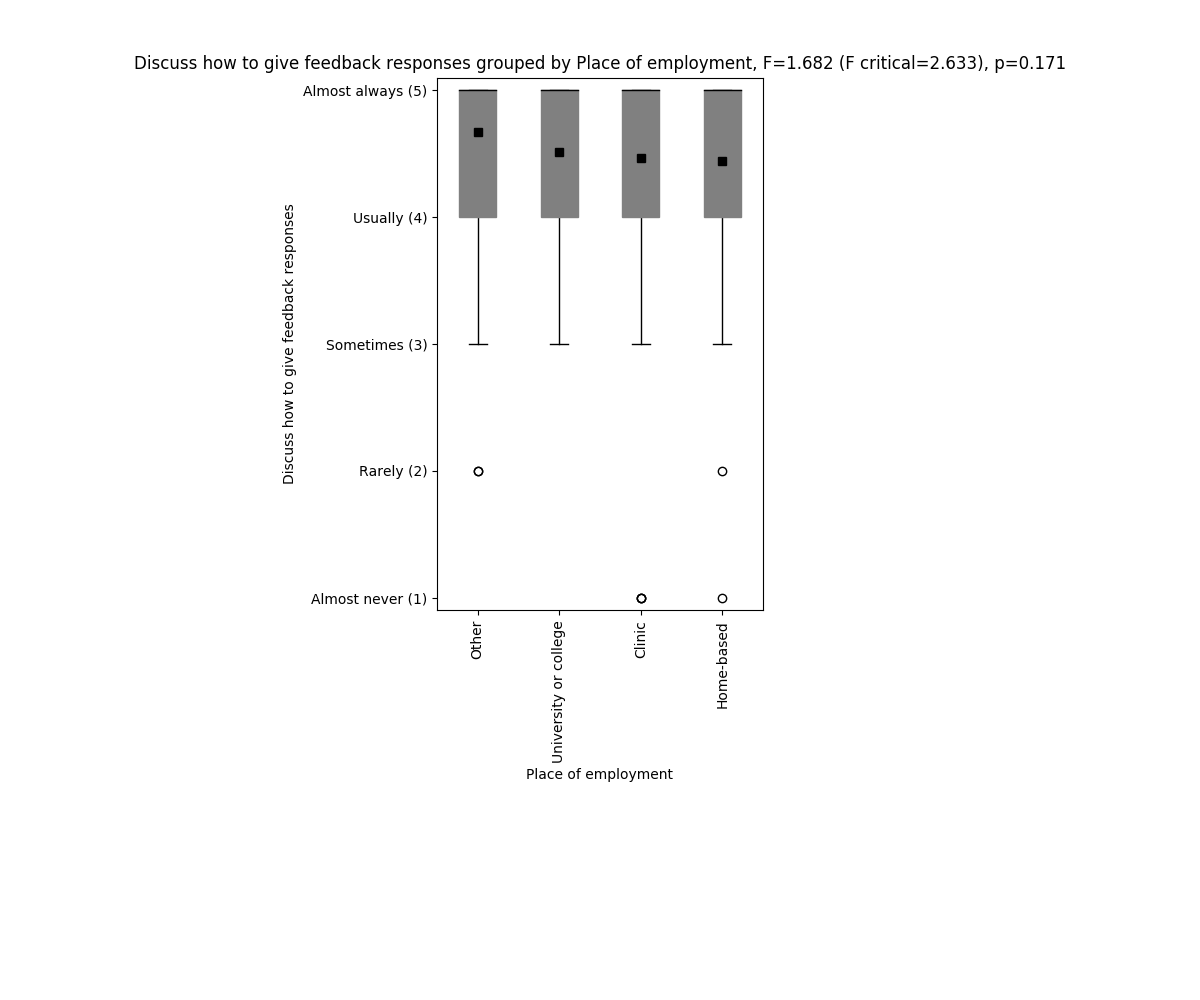 Discuss how to give feedback responses grouped by Place of employment, F=1.682 (F critical=2.633), p=0.171
Almost always (5)
Usually (4)
Sometimes (3)
Rarely (2)
Almost never (1)
Discuss how to give feedback responses
Other
University or college
Clinic
Home-based
Place of employment